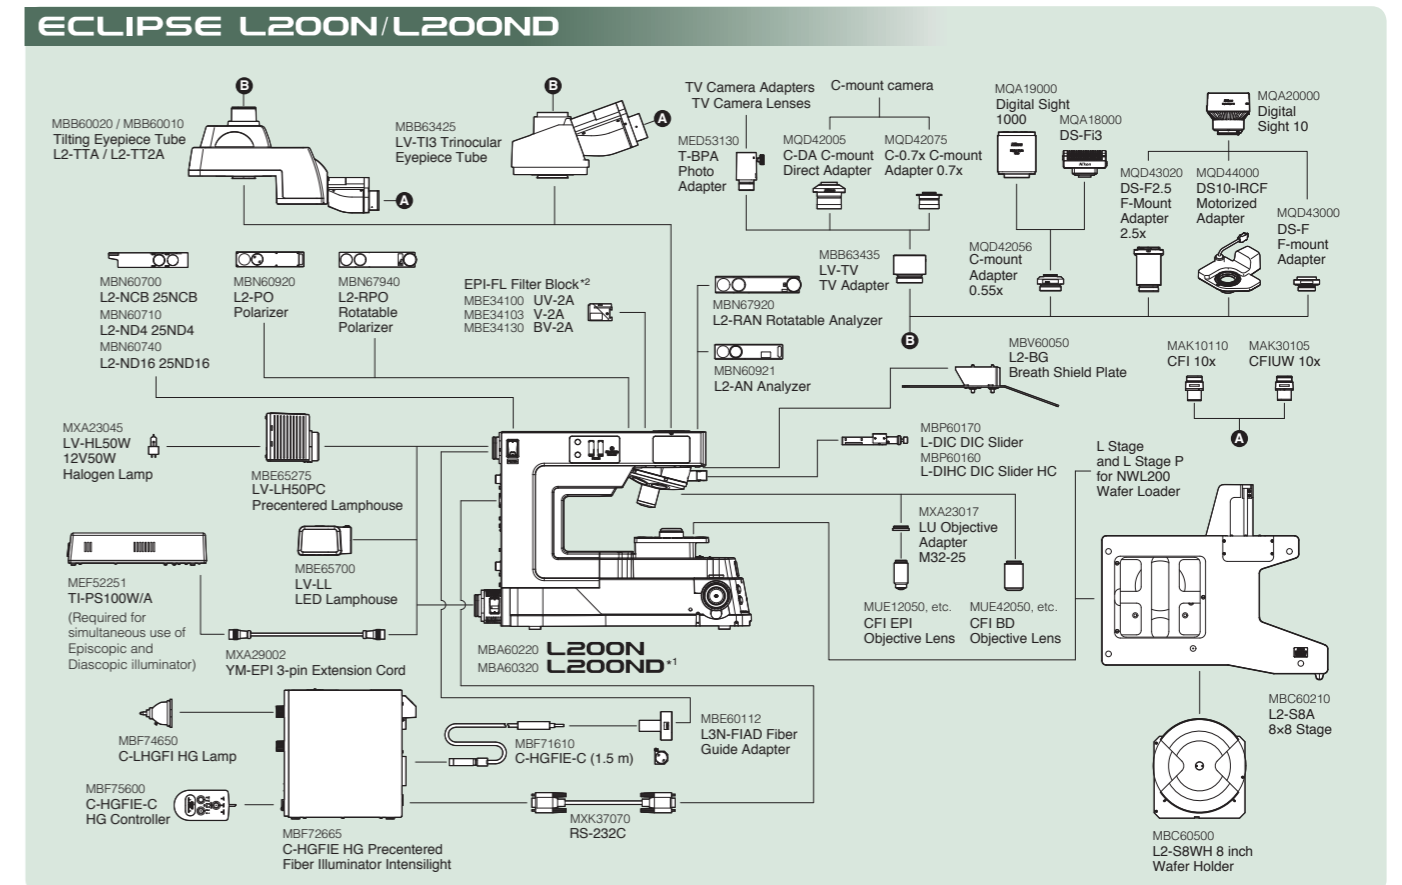 ECLIPSE L200N/L200ND
B
MBB60020 / MBB60010
Tilting Eyepiece Tube
L2-TTA / L2-TT2A
A
B
MBB63425
LV-TI3 Trinocular
Eyepiece Tube
A
TV Camera Adapters
TV Camera Lenses
MED53130
T-BPA
Photo
Adapter
C-mount camera
MQD42005
C-DA C-mount
Direct Adapter
MQD42075
C-0.7x C-mount
Adapter 0.7x
MQA19000
Digital Sight
1000
MQA18000
DS-Fi3
MQA20000
Digital
Sight 10
MQD43020
DS-F2.5
F-Mount
Adapter
2.5x
MQD44000
DS10-IRCF
Motorized
Adapter
MQD43000
DS-F
F-mount
Adapter
MQD42056
C-mount
Adapter
0.55x
MBB63435
LV-TV
TV Adapter
B
MBN60700
L2-NCB 25NCB
MBN60710
L2-ND4 25ND4
MBN60740
L2-ND16 25ND16
MBN60920
L2-PO
Polarizer
MBN67940
L2-RPO
Rotatable
Polarizer
EPI-FL Filter Block*2
MBE34100 UV-2A
MBE34103 V-2A
MBE34130 BV-2A
MBN67920
L2-RAN Rotatable Analyzer
MBN60921
L2-AN Analyzer
MBV60050
L2-BG
Breath Shield Plate
MAK10110
CFI 10x
MAK30105
CFIUW 10x
A
MXA23045
LV-HL50W
12V50W
Halogen Lamp
MBE65275
LV-LH50PC
Precentered Lamphouse
MBP60170
L-DIC DIC Slider
MBP60160
L-DIHC DIC Slider HC
L Stage
and L Stage P
for NWL200
Wafer Loader
MXA23017
LU Objective
Adapter
M32-25
MEF52251
TI-PS100W/A
(Required for
simultaneous use of
Episcopic and
Diascopic illuminator)
MBE65700
LV-LL
LED Lamphouse
MXA29002
YM-EPI 3-pin Extension Cord
MUE12050, etc.
CFI EPI
Objective Lens
MUE42050, etc.
CFI BD
Objective Lens
MBA60220 L200N
MBA60320 L200ND*1
MBC60210
L2-S8A
8×8 Stage
MBF74650
C-LHGFI HG Lamp
MBF71610
C-HGFIE-C (1.5 m)
MBE60112
L3N-FIAD Fiber
Guide Adapter
MBF75600
C-HGFIE-C
HG Controller
MXK37070
RS-232C
MBF72665
C-HGFIE HG Precentered
Fiber Illuminator Intensilight
MBC60500
L2-S8WH 8 inch
Wafer Holder